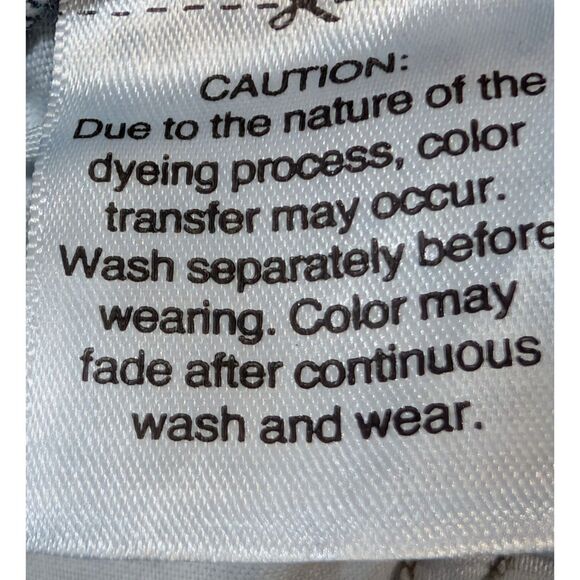 CAUTION:
Due to the nature of the
dyeing process, color
transfer may occur.
Wash separately before
wearing. Color may
fade after continuous
wash and wear.